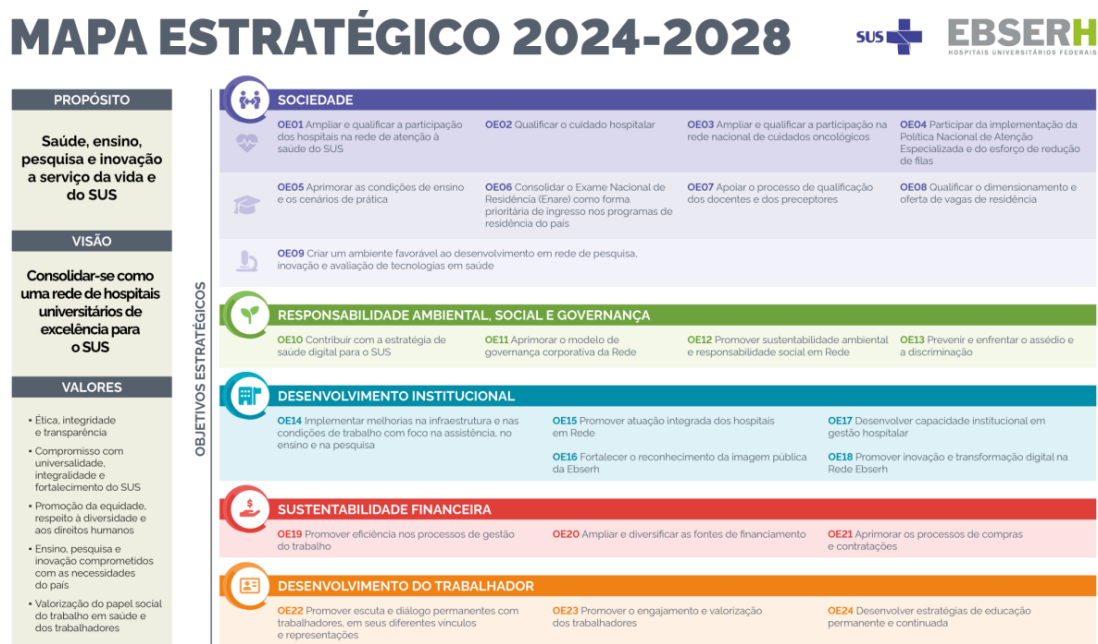 MAPA ESTRATÉGICO 2024-2028
SUS
EBSERH
HOSPITAIS UNIVERSITÁRIOS FEDERAIS
PROPÓSITO
Saúde, ensino,
pesquisa e inovação
a serviço da vida e
do SUS
VISÃO
Consolidar-se como
uma rede de hospitais
universitários de
excelência para
o SUS
VALORES
• Ética, integridade
e transparência
• Compromisso com
universalidade,
integralidade e
fortalecimento do SUS
• Promoção da equidade,
respeito à diversidade e
aos direitos humanos
• Ensino, pesquisa e
inovação comprometidos
com as necessidades
do país
• Valorização do papel social
do trabalho em saúde e
dos trabalhadores
OBJETIVOS ESTRATÉGICOS
SOCIEDADE
OE01 Ampliar e qualificar a participação
dos hospitais na rede de atenção à
saúde do SUS
OE02 Qualificar o cuidado hospitalar
OE03 Ampliar e qualificar a participação na
rede nacional de cuidados oncológicos
OE04 Participar da implementação da
Política Nacional de Atenção
Especializada e do esforço de redução
de filas
OE05 Aprimorar as condições de ensino
e os cenários de prática
OE06 Consolidar o Exame Nacional de
Residência (Enare) como forma
prioritária de ingresso nos programas de
residência do país
OE07 Apoiar o processo de qualificação
dos docentes e dos preceptores
OE08 Qualificar o dimensionamento e
oferta de vagas de residência
OE09 Criar um ambiente favorável ao desenvolvimento em rede de pesquisa,
inovação e avaliação de tecnologias em saúde
RESPONSABILIDADE AMBIENTAL, SOCIAL E GOVERNANÇA
OE10 Contribuir com a estratégia de
saúde digital para o SUS
OE11 Aprimorar o modelo de
governança corporativa da Rede
OE12 Promover sustentabilidade ambiental
e responsabilidade social em Rede
OE13 Prevenir e enfrentar o assédio e
a discriminação
DESENVOLVIMENTO INSTITUCIONAL
OE14 Implementar melhorias na infraestrutura e nas
condições de trabalho com foco na assistência, no
ensino e na pesquisa
OE15 Promover atuação integrada dos hospitais
em Rede
OE16 Fortalecer o reconhecimento da imagem pública
da Ebserh
OE17 Desenvolver capacidade institucional em
gestão hospitalar
OE18 Promover inovação e transformação digital na
Rede Ebserh
SUSTENTABILIDADE FINANCEIRA
OE19 Promover eficiência nos processos de gestão
do trabalho
OE20 Ampliar e diversificar as fontes de financiamento
OE21 Aprimorar os processos de compras
e contratações
DESENVOLVIMENTO DO TRABALHADOR
OE22 Promover escuta e diálogo permanentes com
trabalhadores, em seus diferentes vínculos
e representações
OE23 Promover o engajamento e valorização
dos trabalhadores
OE24 Desenvolver estratégias de educação
permanente e continuada